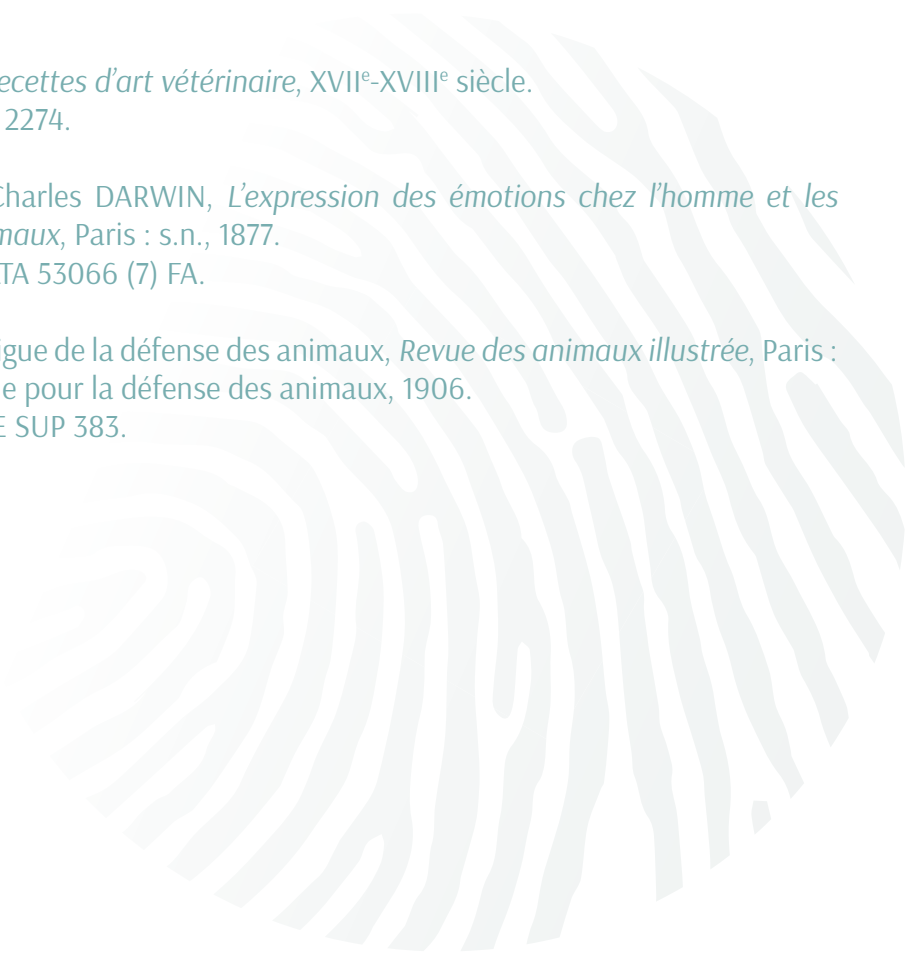 ecettes d'art vétérinaire, XVIIe-XVIIIe siècle.
2274.
Charles DARWIN, L'expression des émotions chez l'homme et les
maux, Paris : s.n., 1877.
TA 53066 (7) FA.
igue de la défense des animaux, Revue des animaux illustrée, Paris :
e pour la défense des animaux, 1906.
E SUP 383.